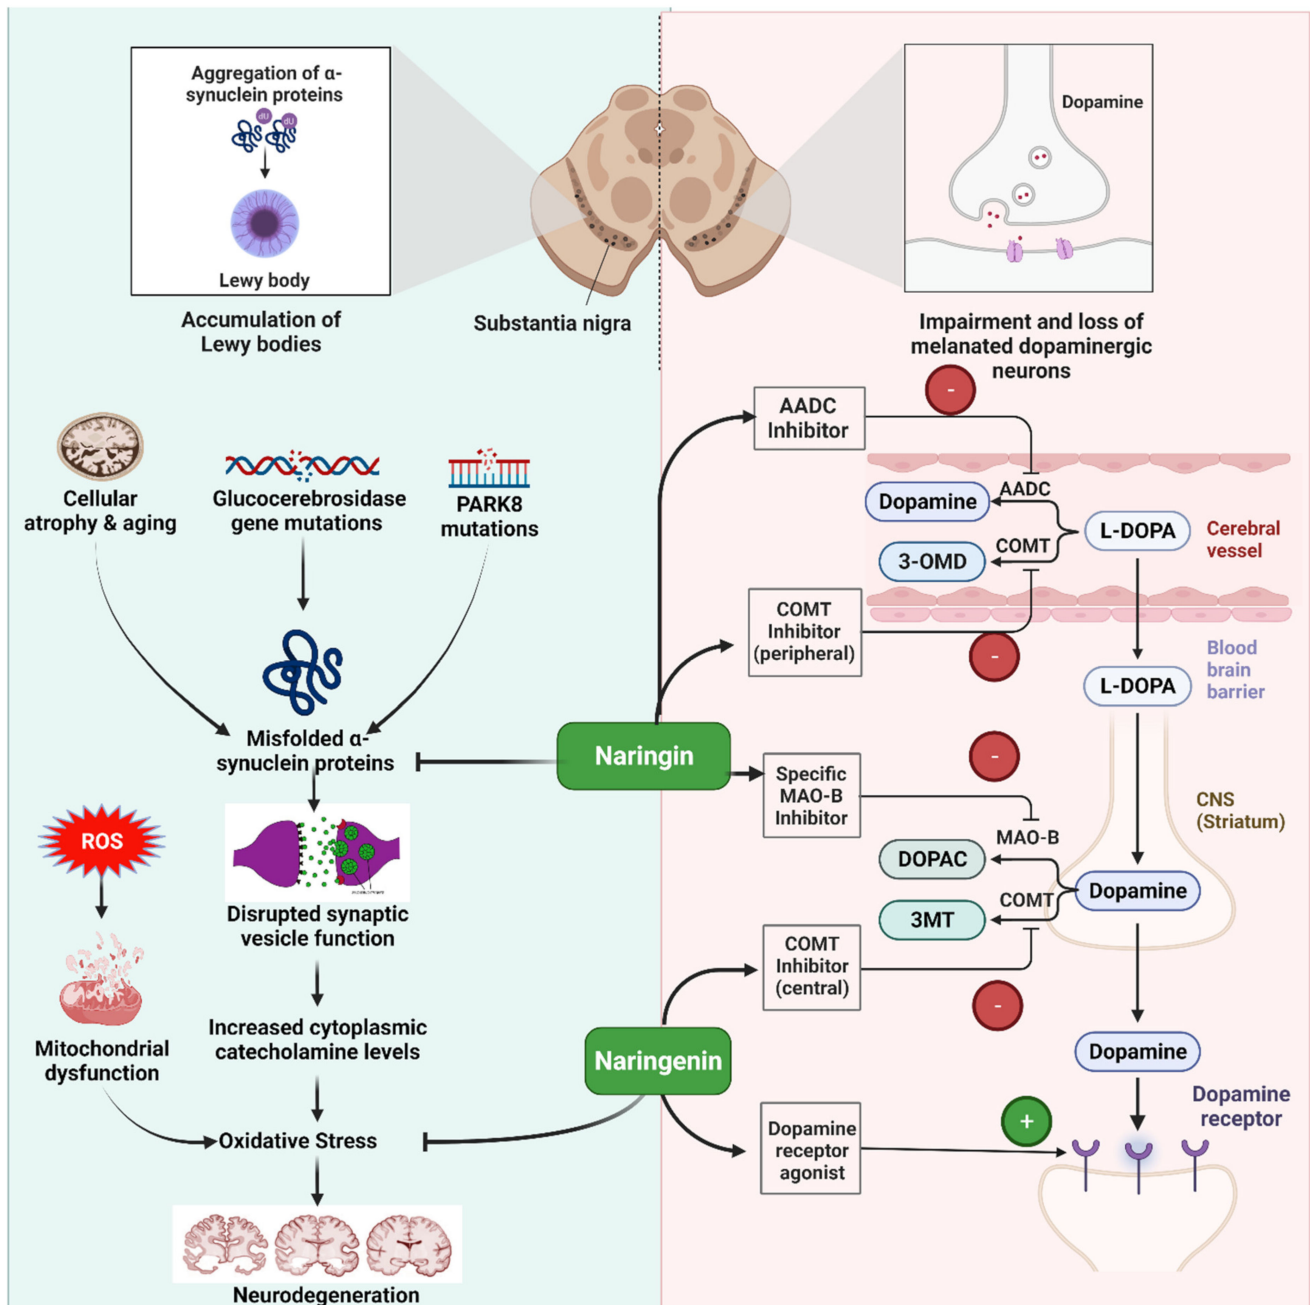 Aggregation of α-
synuclein proteins
dU
dU
Lewy body
Accumulation of
Lewy bodies
Substantia nigra
Dopamine
Impairment and loss of
melanated dopaminergic
neurons
Cellular
atrophy & aging
Glucocerebrosidase
gene mutations
PARK8
mutations
Misfolded α-
synuclein proteins
ROS
Disrupted synaptic
vesicle function
Mitochondrial
dysfunction
Increased cytoplasmic
catecholamine levels
Oxidative Stress
Neurodegeneration
Naringin
Naringenin
AADC
Inhibitor
-
AADC
Dopamine
L-DOPA
COMT
3-OMD
Cerebral
vessel
COMT
Inhibitor
(peripheral)
-
Blood
brain
barrier
L-DOPA
Specific
MAO-B
Inhibitor
-
CNS
(Striatum)
MAO-B
DOPAC
Dopamine
COMT
3MT
COMT
Inhibitor
(central)
-
Dopamine
Dopamine
receptor
agonist
+
Dopamine
receptor